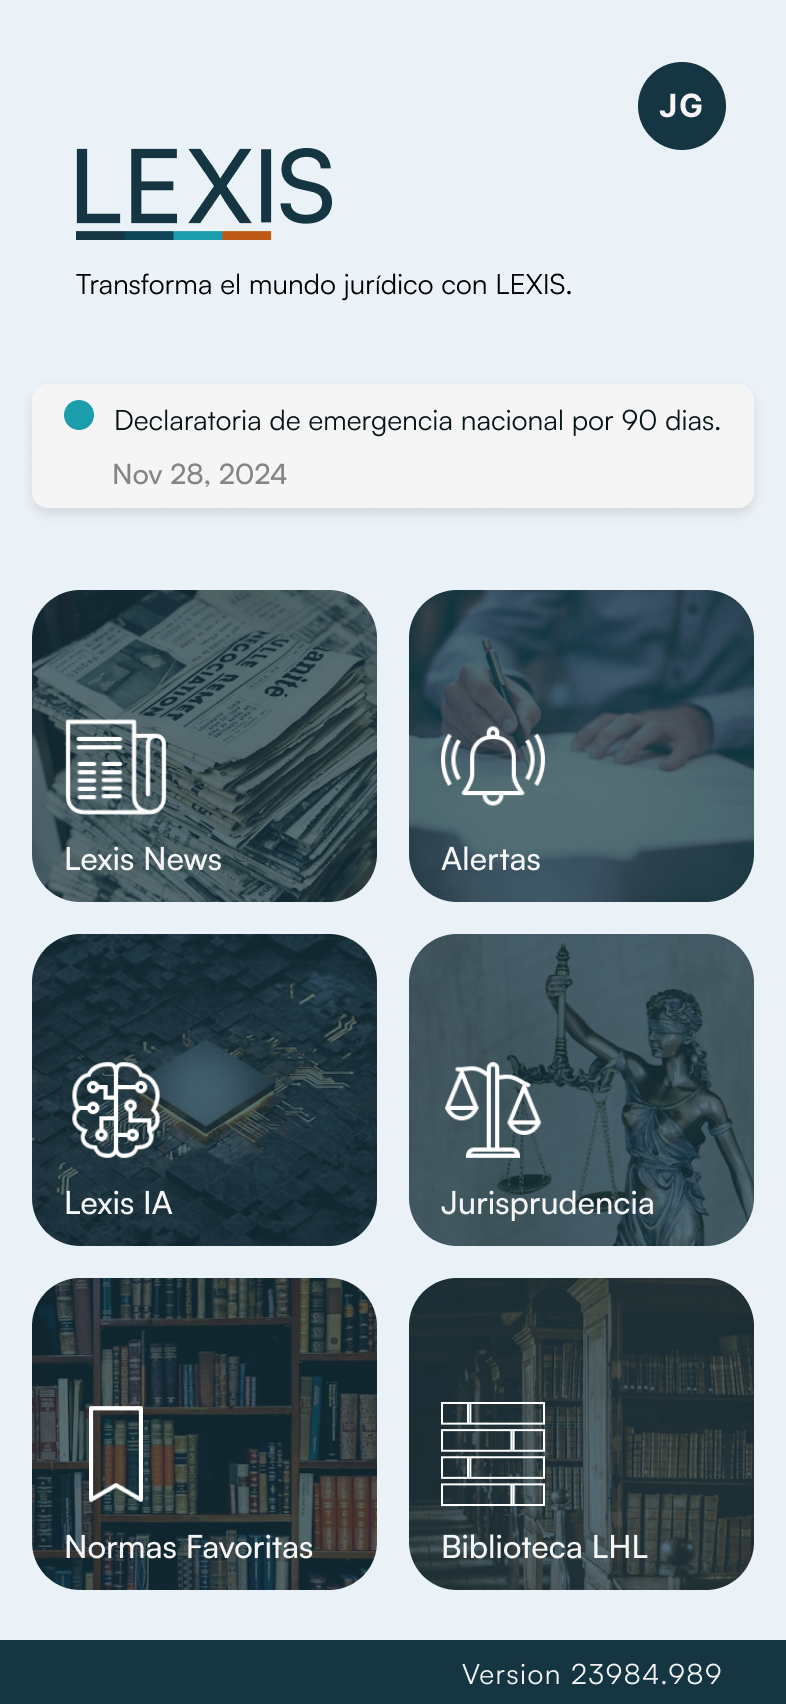 JG
LEXIS
Transforma el mundo jurídico con LEXIS.
Declaratoria de emergencia nacional por 90 dias.
Nov 28, 2024
Lexis News
Alertas
Lexis IA
Jurisprudencia
Normas Favoritas
Biblioteca LHL
Version 23984.989